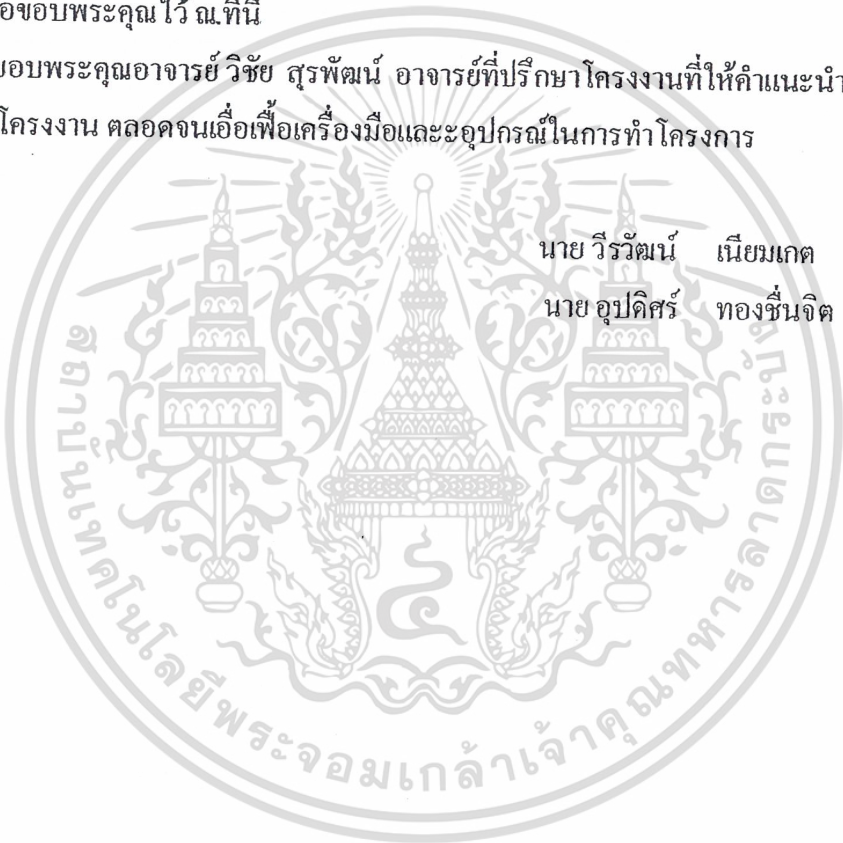 อขอบพระคุณไว้ ณ.ที่นี้
ขอบพระคุณอาจารย์ วิชัย สุรพัฒน์ อาจารย์ที่ปรึกษาโครงงานที่ให้คำแนะนำ
โครงงาน ตลอดจนเอื้อเฟื้อเครื่องมือและะอุปกรณ์ในการทำโครงการ
นาย วีรวัฒน์ เนียมเกต
นาย อุปดิศร์ ทองชื่นจิต
สถาบันเทคโนโลยีพระจอมเกล้าเจ้าคุณทหารลาดกระบัง